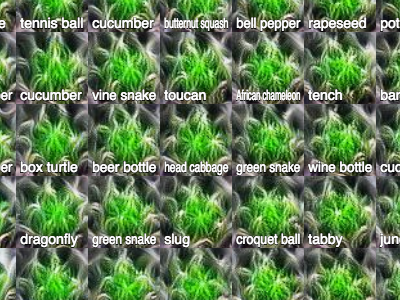 tennis ball cucumber butternut squash bell pepper rapeseed
cucumber vine snake toucan African chameleon tench
box turtle beer bottle head cabbage green snake wine bottle
dragonfly green snake slug croquet ball tabby